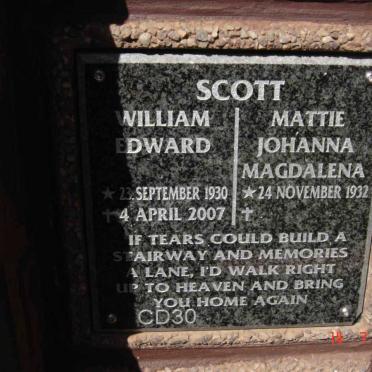 SCOTT
WILLIAM
EDWARD
★ 23 SEPTEMBER 1930
✝ 4 APRIL 2007
MATTIE
JOHANNA
MAGDALENA
★ 24 NOVEMBER 1932
✝
IF TEARS COULD BUILD A
STAIRWAY AND MEMORIES
A LANE, I'D WALK RIGHT
UP TO HEAVEN AND BRING
YOU HOME AGAIN
CD30